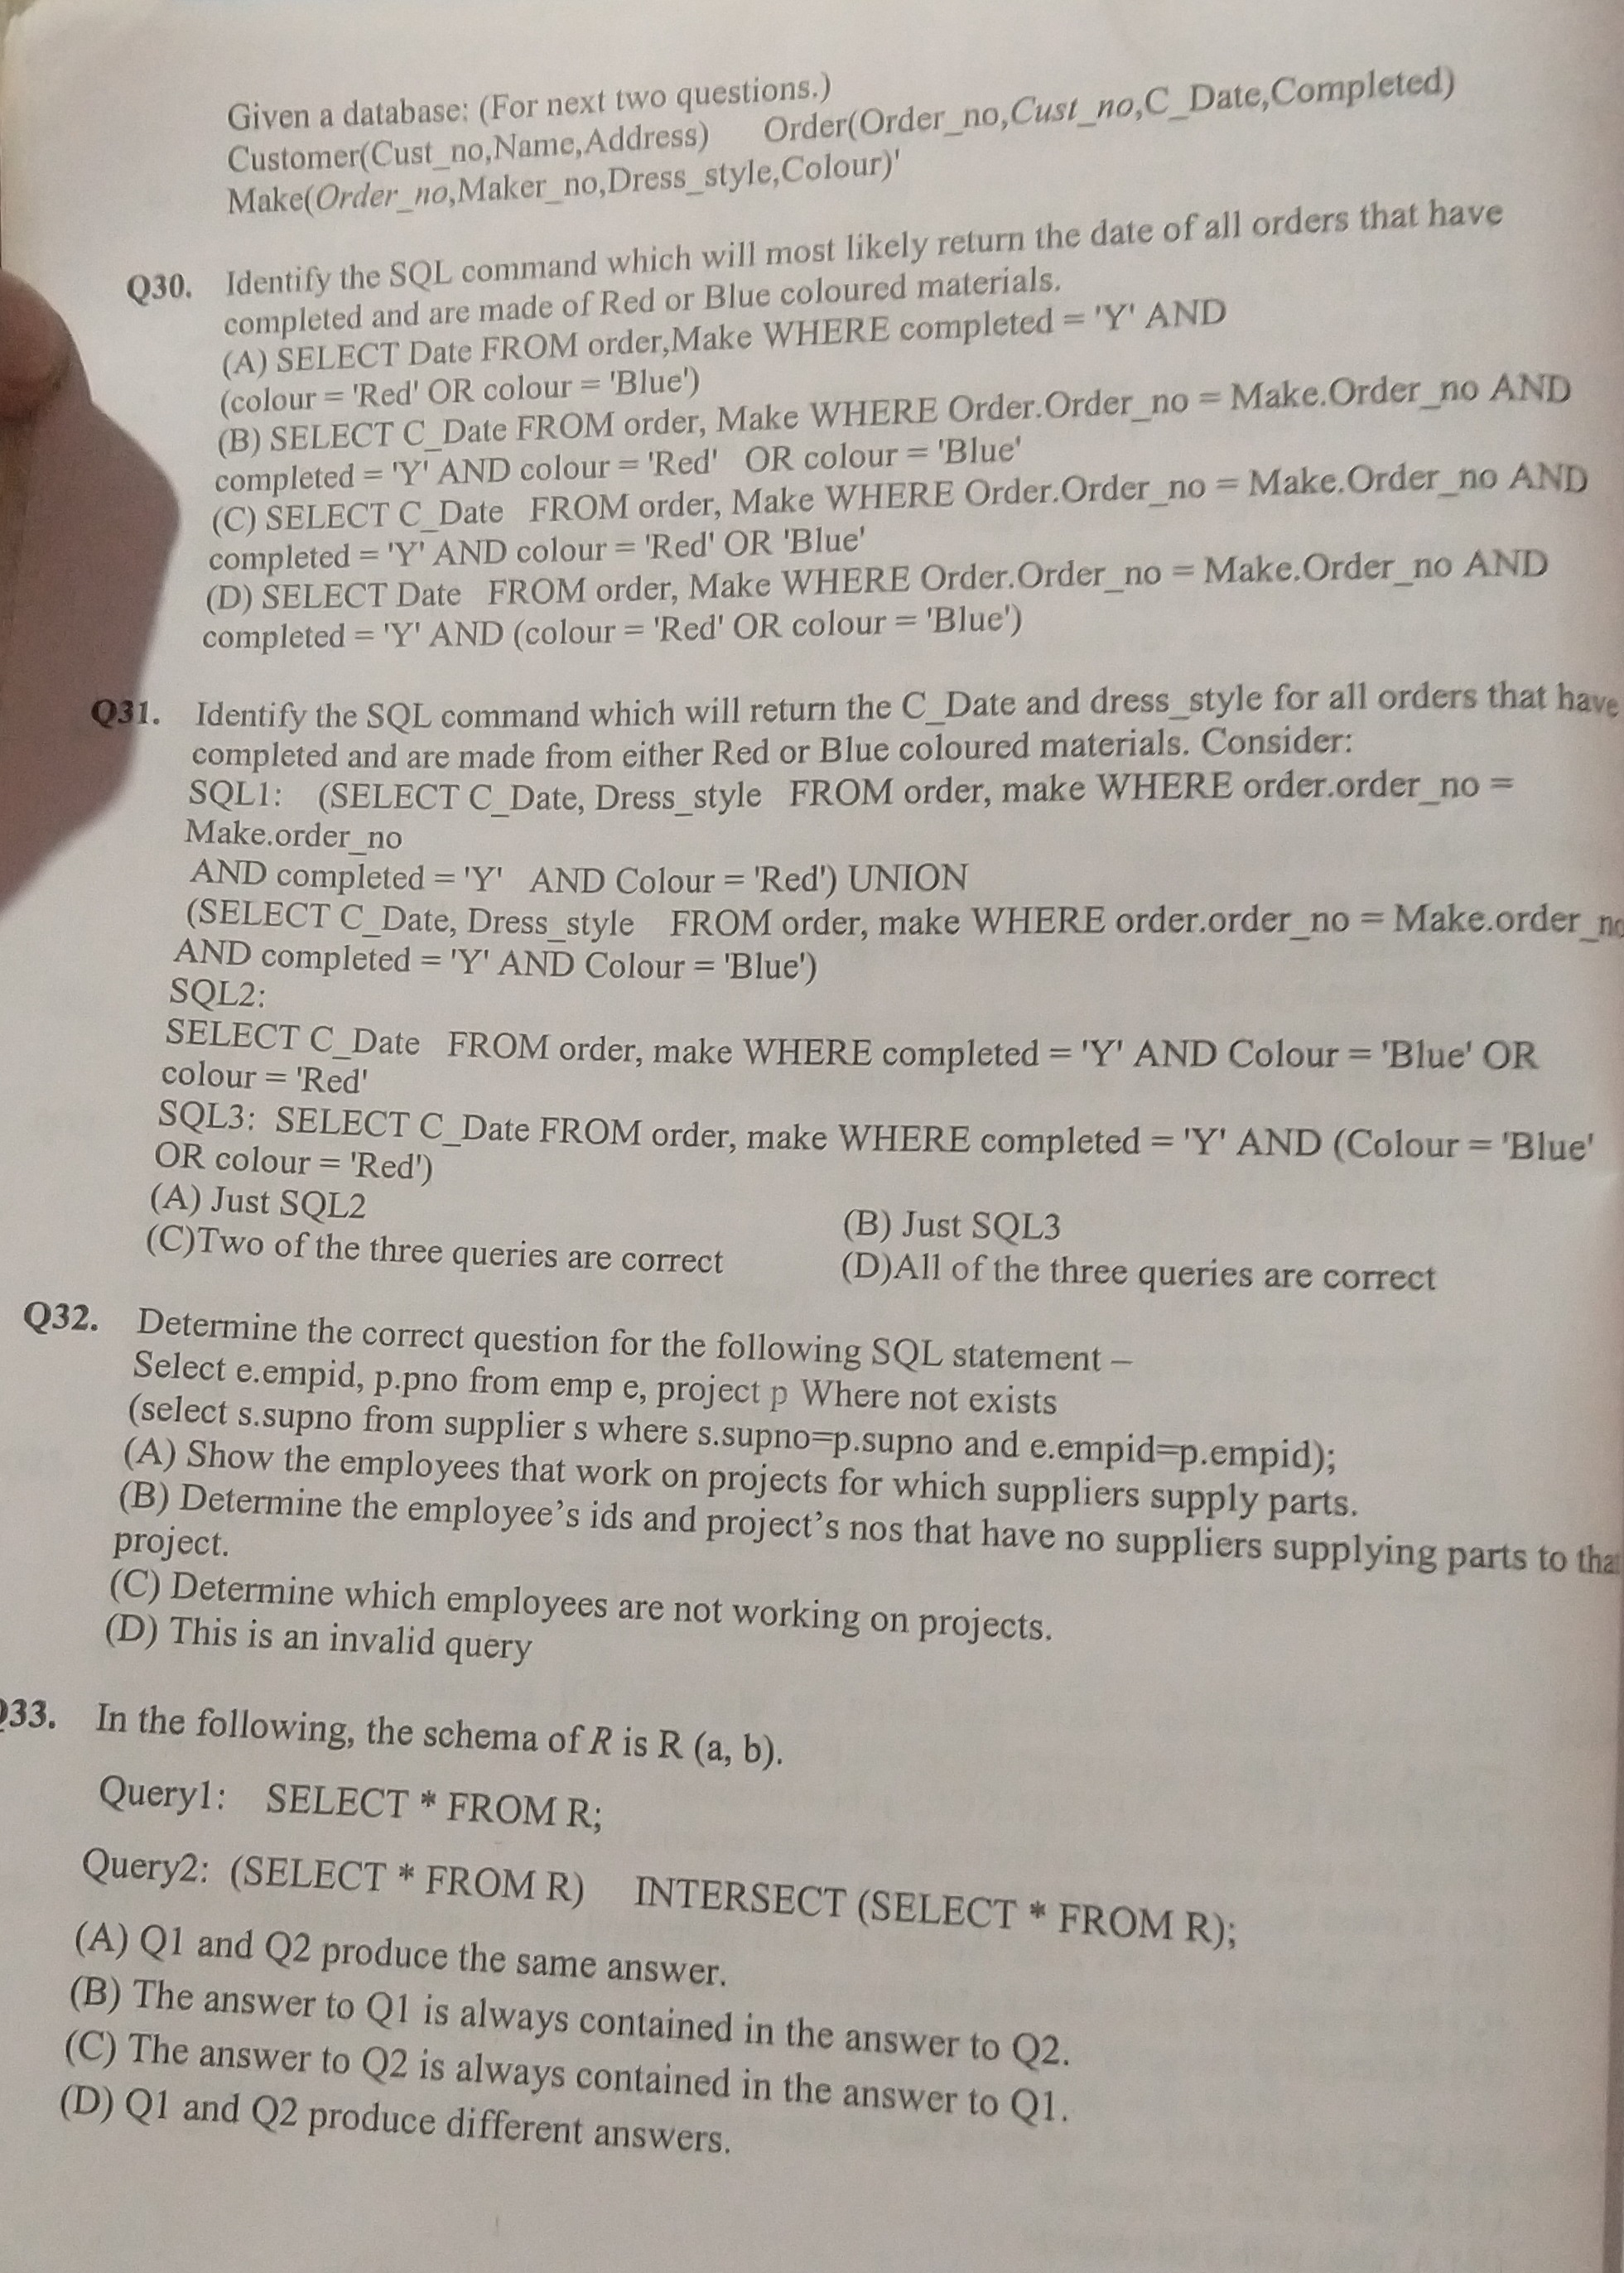 Given a database: (For next two questions.)
Customer(Cust_no,Name,Address) Order(Order_no,Cust_no,C_Date,Completed)
Make(Order_no,Maker_no,Dress_style,Colour)'
Q30. Identify the SQL command which will most likely return the date of all orders that have
completed and are made of Red or Blue coloured materials.
(A) SELECT Date FROM order,Make WHERE completed = 'Y' AND
(colour = 'Red' OR colour = 'Blue')
(B) SELECT C_Date FROM order, Make WHERE Order.Order_no = Make.Order_no AND
completed = 'Y' AND colour = 'Red' OR colour = 'Blue'
(C) SELECT C_Date FROM order, Make WHERE Order.Order_no = Make.Order_no AND
completed = 'Y' AND colour = 'Red' OR 'Blue'
(D) SELECT Date FROM order, Make WHERE Order.Order_no = Make.Order_no AND
completed = 'Y' AND (colour = 'Red' OR colour = 'Blue')
Q31. Identify the SQL command which will return the C_Date and dress_style for all orders that have
completed and are made from either Red or Blue coloured materials. Consider:
SQL1: (SELECT C_Date, Dress_style FROM order, make WHERE order.order_no =
Make.order_no
AND completed = 'Y' AND Colour = 'Red') UNION
(SELECT C_Date, Dress_style FROM order, make WHERE order.order_no = Make.order_no
AND completed = 'Y' AND Colour = 'Blue')
SQL2:
SELECT C_Date FROM order, make WHERE completed = 'Y' AND Colour = 'Blue' OR
colour = 'Red'
SQL3: SELECT C_Date FROM order, make WHERE completed = 'Y' AND (Colour = 'Blue'
OR colour = 'Red')
(A) Just SQL2 (B) Just SQL3
(C)Two of the three queries are correct (D)All of the three queries are correct
Q32. Determine the correct question for the following SQL statement –
Select e.empid, p.pno from emp e, project p Where not exists
(select s.supno from supplier s where s.supno=p.supno and e.empid=p.empid);
(A) Show the employees that work on projects for which suppliers supply parts.
(B) Determine the employee's ids and project's nos that have no suppliers supplying parts to tha
project.
(C) Determine which employees are not working on projects.
(D) This is an invalid query
Q33. In the following, the schema of R is R (a, b).
Query1: SELECT * FROM R;
Query2: (SELECT * FROM R) INTERSECT (SELECT * FROM R);
(A) Q1 and Q2 produce the same answer.
(B) The answer to Q1 is always contained in the answer to Q2.
(C) The answer to Q2 is always contained in the answer to Q1.
(D) Q1 and Q2 produce different answers.